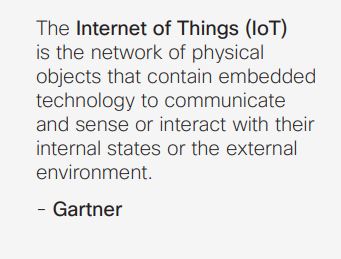 The Internet of Things (IoT)
is the network of physical
objects that contain embedded
technology to communicate
and sense or interact with their
internal states or the external
environment.
– Gartner